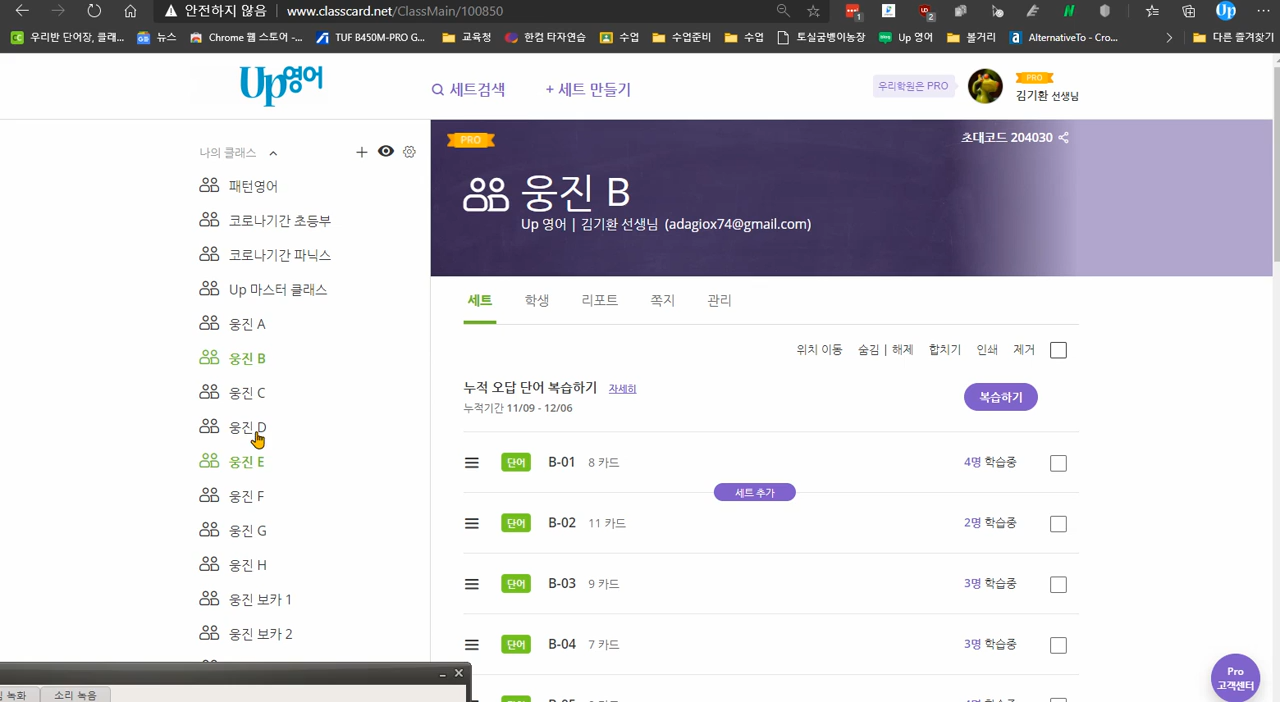 안전하지 않음 | www.classcard.net/ClassMain/100850
우리반 단어장, 클래... 뉴스 Chrome 웹 스토어 -... TUF B450M-PRO G... 교육청 한컴 타자연습 수업 수업준비 수업 토실굼벵이농장 Up 영어 볼거리 AlternativeTo - Cro... 다른 즐겨찾기
Up영어
세트검색
+ 세트 만들기
우리학원은 PRO
PRO
김기환 선생님
나의 클래스
패턴영어
코로나기간 초등부
코로나기간 파닉스
Up 마스터 클래스
웅진 A
웅진 B
웅진 C
웅진 D
웅진 E
웅진 F
웅진 G
웅진 H
웅진 보카 1
웅진 보카 2
PRO
초대코드 204030
웅진 B
Up 영어 | 김기환 선생님 (adagiox74@gmail.com)
세트 학생 리포트 쪽지 관리
위치 이동 숨김 | 해제 합치기 인쇄 제거
누적 오답 단어 복습하기 자세히
누적기간 11/09 - 12/06
복습하기
단어 B-01 8 카드 4명 학습중
세트 추가
단어 B-02 11 카드 2명 학습중
단어 B-03 9 카드 3명 학습중
단어 B-04 7 카드 3명 학습중
녹화 소리 녹음
Pro
고객센터